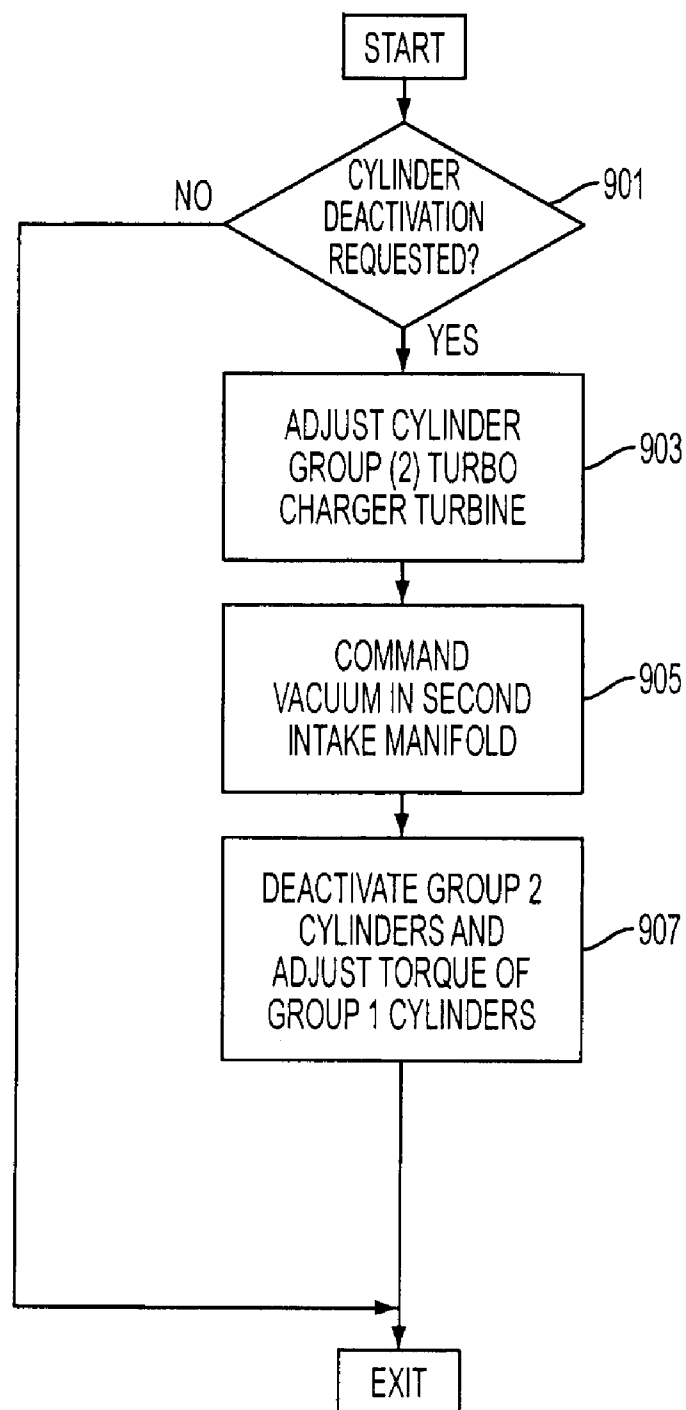 START
CYLINDER
DEACTIVATION
REQUESTED?
901
NO
YES
ADJUST CYLINDER
GROUP (2) TURBO
CHARGER TURBINE
903
COMMAND
VACUUM IN SECOND
INTAKE MANIFOLD
905
DEACTIVATE GROUP 2
CYLINDERS AND
ADJUST TORQUE OF
GROUP 1 CYLINDERS
907
EXIT